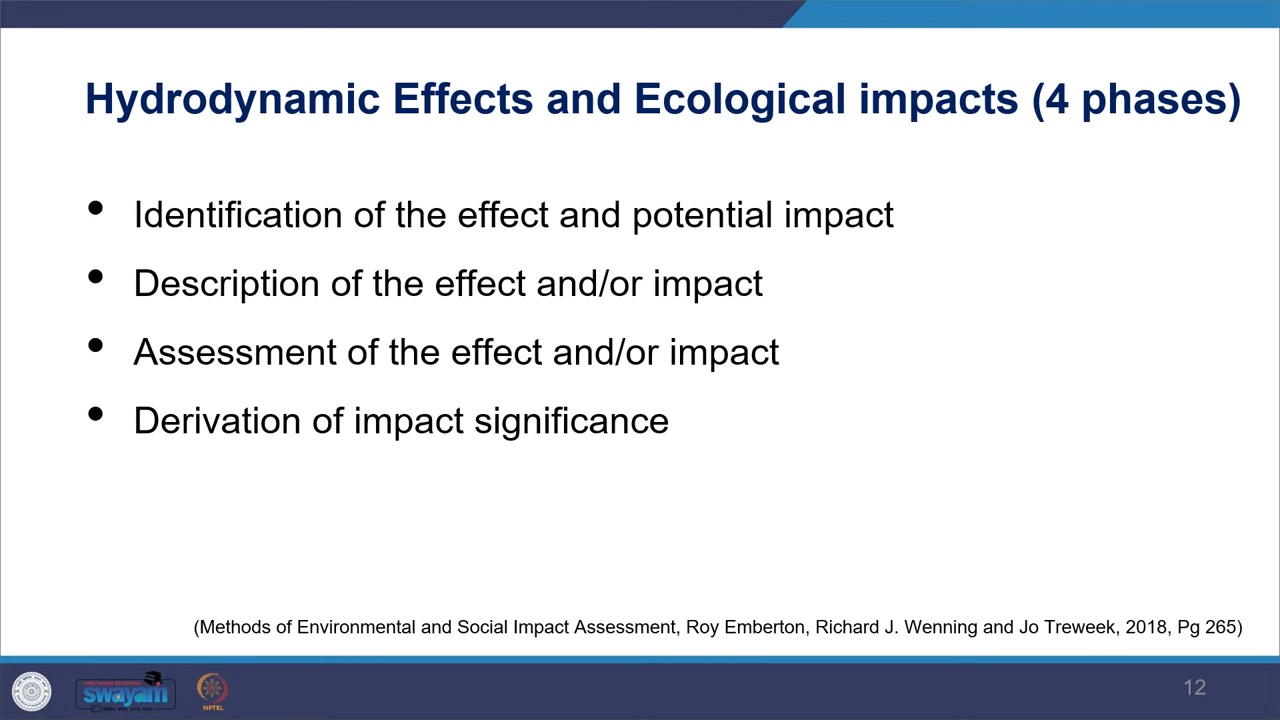 Hydrodynamic Effects and Ecological impacts (4 phases)
• Identification of the effect and potential impact
• Description of the effect and/or impact
• Assessment of the effect and/or impact
• Derivation of impact significance
(Methods of Environmental and Social Impact Assessment, Roy Emberton, Richard J. Wenning and Jo Treweek, 2018, Pg 265)
swayam
NPTEL
12